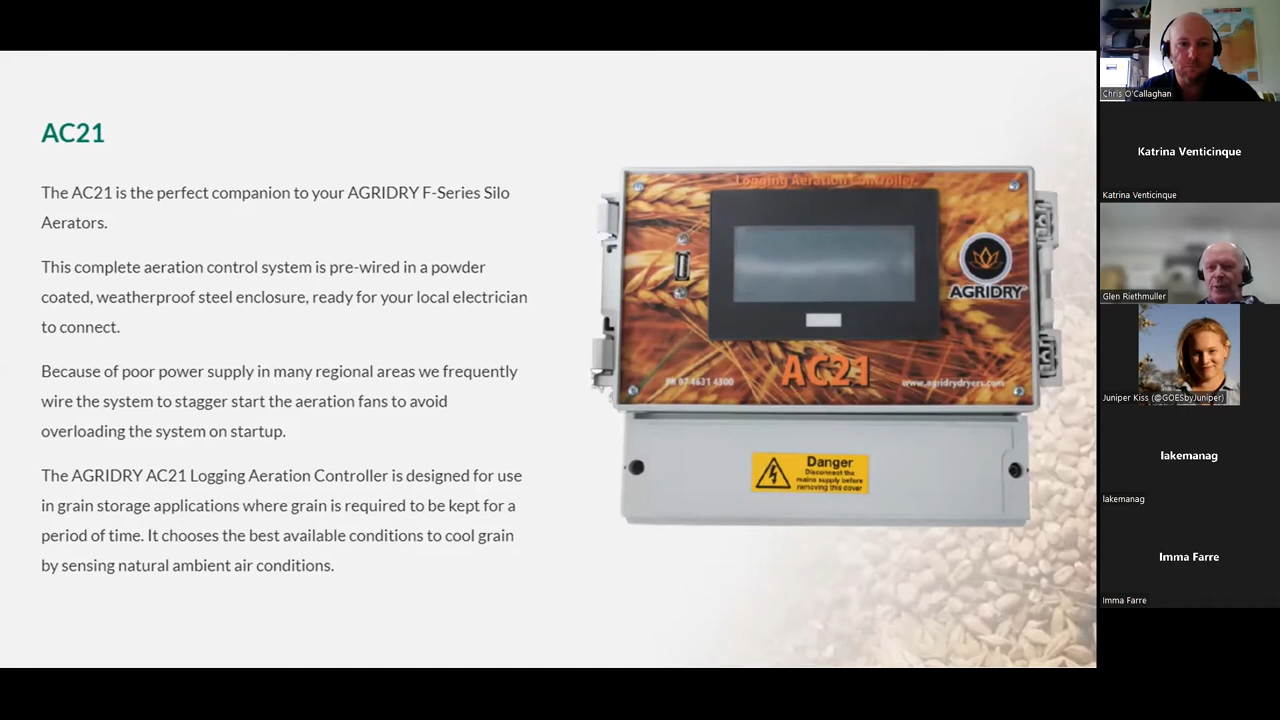 AC21
The AC21 is the perfect companion to your AGRIDRY F-Series Silo
Aerators.
This complete aeration control system is pre-wired in a powder
coated, weatherproof steel enclosure, ready for your local electrician
to connect.
Because of poor power supply in many regional areas we frequently
wire the system to stagger start the aeration fans to avoid
overloading the system on startup.
The AGRIDRY AC21 Logging Aeration Controller is designed for use
in grain storage applications where grain is required to be kept for a
period of time. It chooses the best available conditions to cool grain
by sensing natural ambient air conditions.
Logging Aeration Controller
AGRIDRY
AC21
PH 07 4631 4300
www.agridrydryers.com
Danger
Disconnect the
mains supply before
removing this cover
Chris O'Callaghan
Katrina Venticinque
Katrina Venticinque
Glen Riethmuller
Juniper Kiss (@GOESbyJuniper)
lakemanag
lakemanag
Imma Farre
Imma Farre